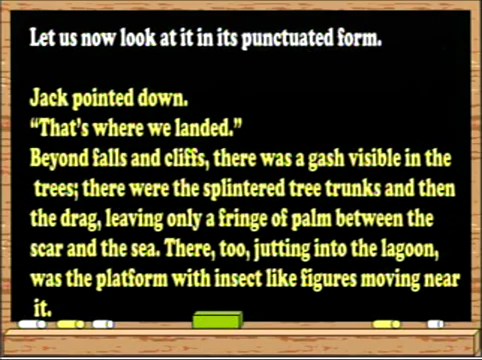 Let us now look at it in its punctuated form.
Jack pointed down.
“That’s where we landed.”
Beyond falls and cliffs, there was a gash visible in the
trees; there were the splintered tree trunks and then
the drag, leaving only a fringe of palm between the
scar and the sea. There, too, jutting into the lagoon,
was the platform with insect like figures moving near
it.